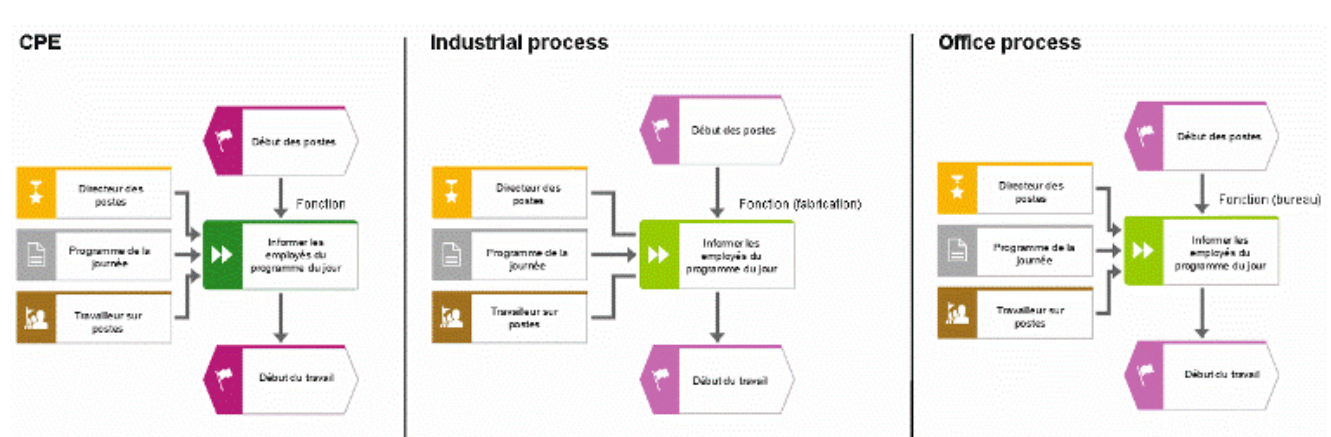 CPE
Début des postes
Directeur des
postes
Fonction
Programme de la
journée
Informer les
employés du
programme du jour
Travailleur sur
postes
Début du travail
Industrial process
Début des postes
Directeur des
postes
Fonction (fabrication)
Programme de la
journée
Informer les
employés du
programme du jour
Travailleur sur
postes
Début du travail
Office process
Début des postes
Directeur des
postes
Fonction (bureau)
Programme de la
journée
Informer les
employés du
programme du jour
Travailleur sur
postes
Début du travail